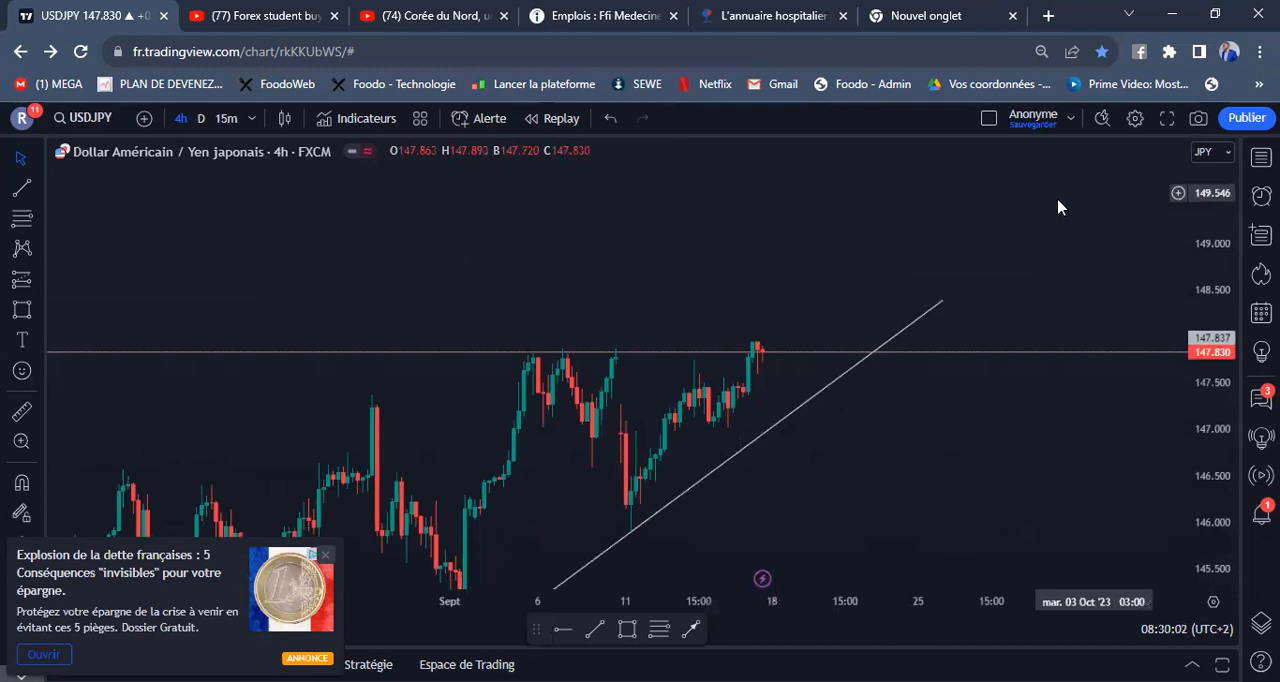 USDJPY 147.830 ▲ +0
(77) Forex student buy
(74) Corée du Nord, u
Emplois : Ffi Medecine
L'annuaire hospitalier
Nouvel onglet
fr.tradingview.com/chart/rkKKUbWS/#
(1) MEGA
PLAN DE DEVENEZ...
FoodoWeb
Foodo - Technologie
Lancer la plateforme
SEWE
Netflix
Gmail
Foodo - Admin
Vos coordonnées -...
Prime Video: Most...
»
R 11
USDJPY
4h D 15m
Indicateurs
Alerte
Replay
Anonyme
Sauvegarder
Publier
Dollar Américain / Yen japonais · 4h · FXCM
O147.863 H147.893 B147.720 C147.830
JPY
149.546
149.000
148.500
147.837
147.830
147.500
147.000
146.500
146.000
145.500
3
1
Explosion de la dette françaises : 5
Conséquences "invisibles" pour votre
épargne.
Protégez votre épargne de la crise à venir en
évitant ces 5 pièges. Dossier Gratuit.
Ouvrir
ANNONCE
Sept 6 11 15:00 18 15:00 25 15:00 mar. 03 Oct '23 03:00
08:30:02 (UTC+2)
Stratégie
Espace de Trading